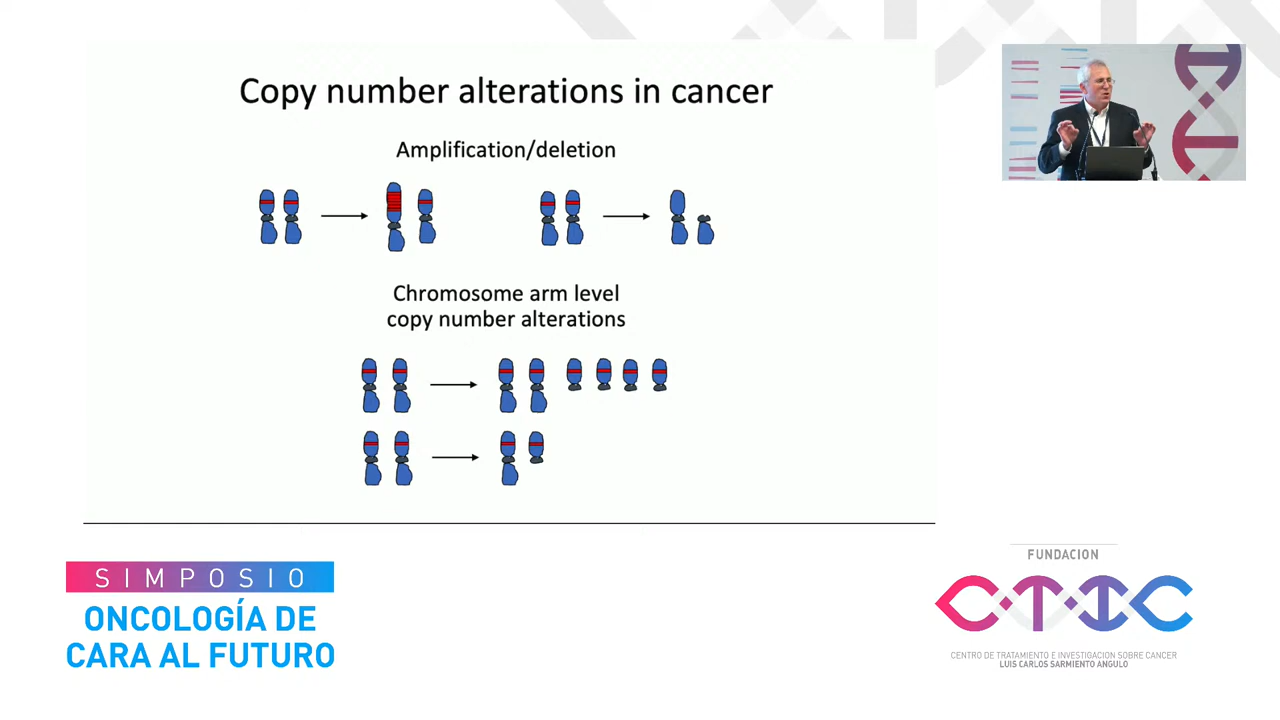 Copy number alterations in cancer
Amplification/deletion
Chromosome arm level
copy number alterations
SIMPOSIO
ONCOLOGÍA DE
CARA AL FUTURO
FUNDACION
CTIC
CENTRO DE TRATAMIENTO E INVESTIGACION SOBRE CANCER
LUIS CARLOS SARMIENTO ANGULO